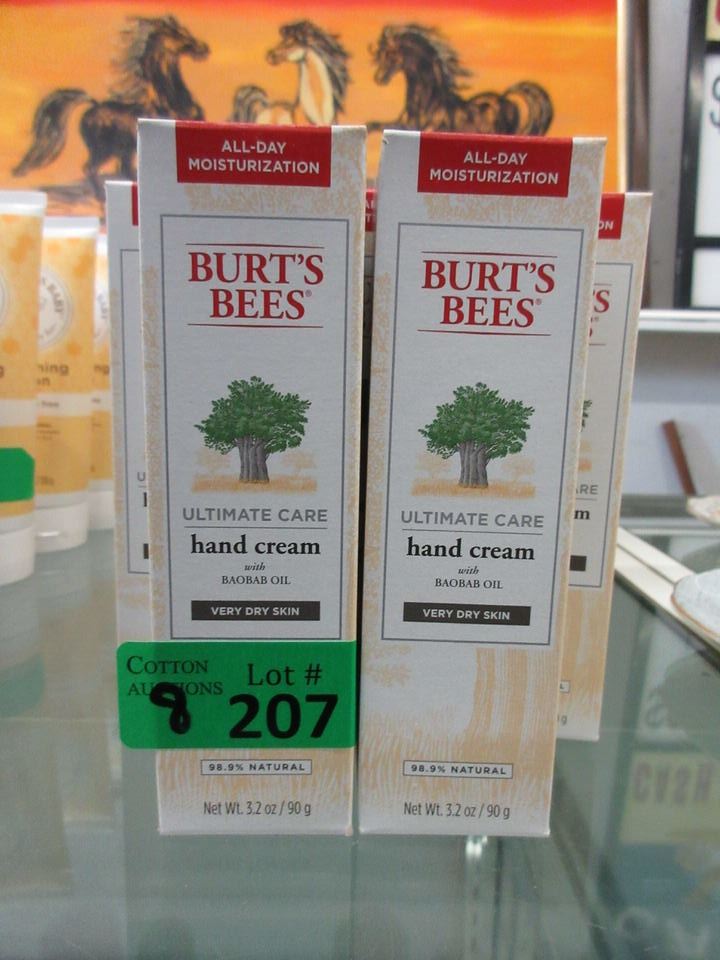 ALL-DAY
MOISTURIZATION
BURT'S
BEES®
ULTIMATE CARE
hand cream
with
BAOBAB OIL
VERY DRY SKIN
COTTON
AUCTIONS
8
Lot #
207
98.9% NATURAL
Net Wt. 3.2 oz / 90 g
ALL-DAY
MOISTURIZATION
BURT'S
BEES®
ULTIMATE CARE
hand cream
with
BAOBAB OIL
VERY DRY SKIN
98.9% NATURAL
Net Wt. 3.2 oz / 90 g